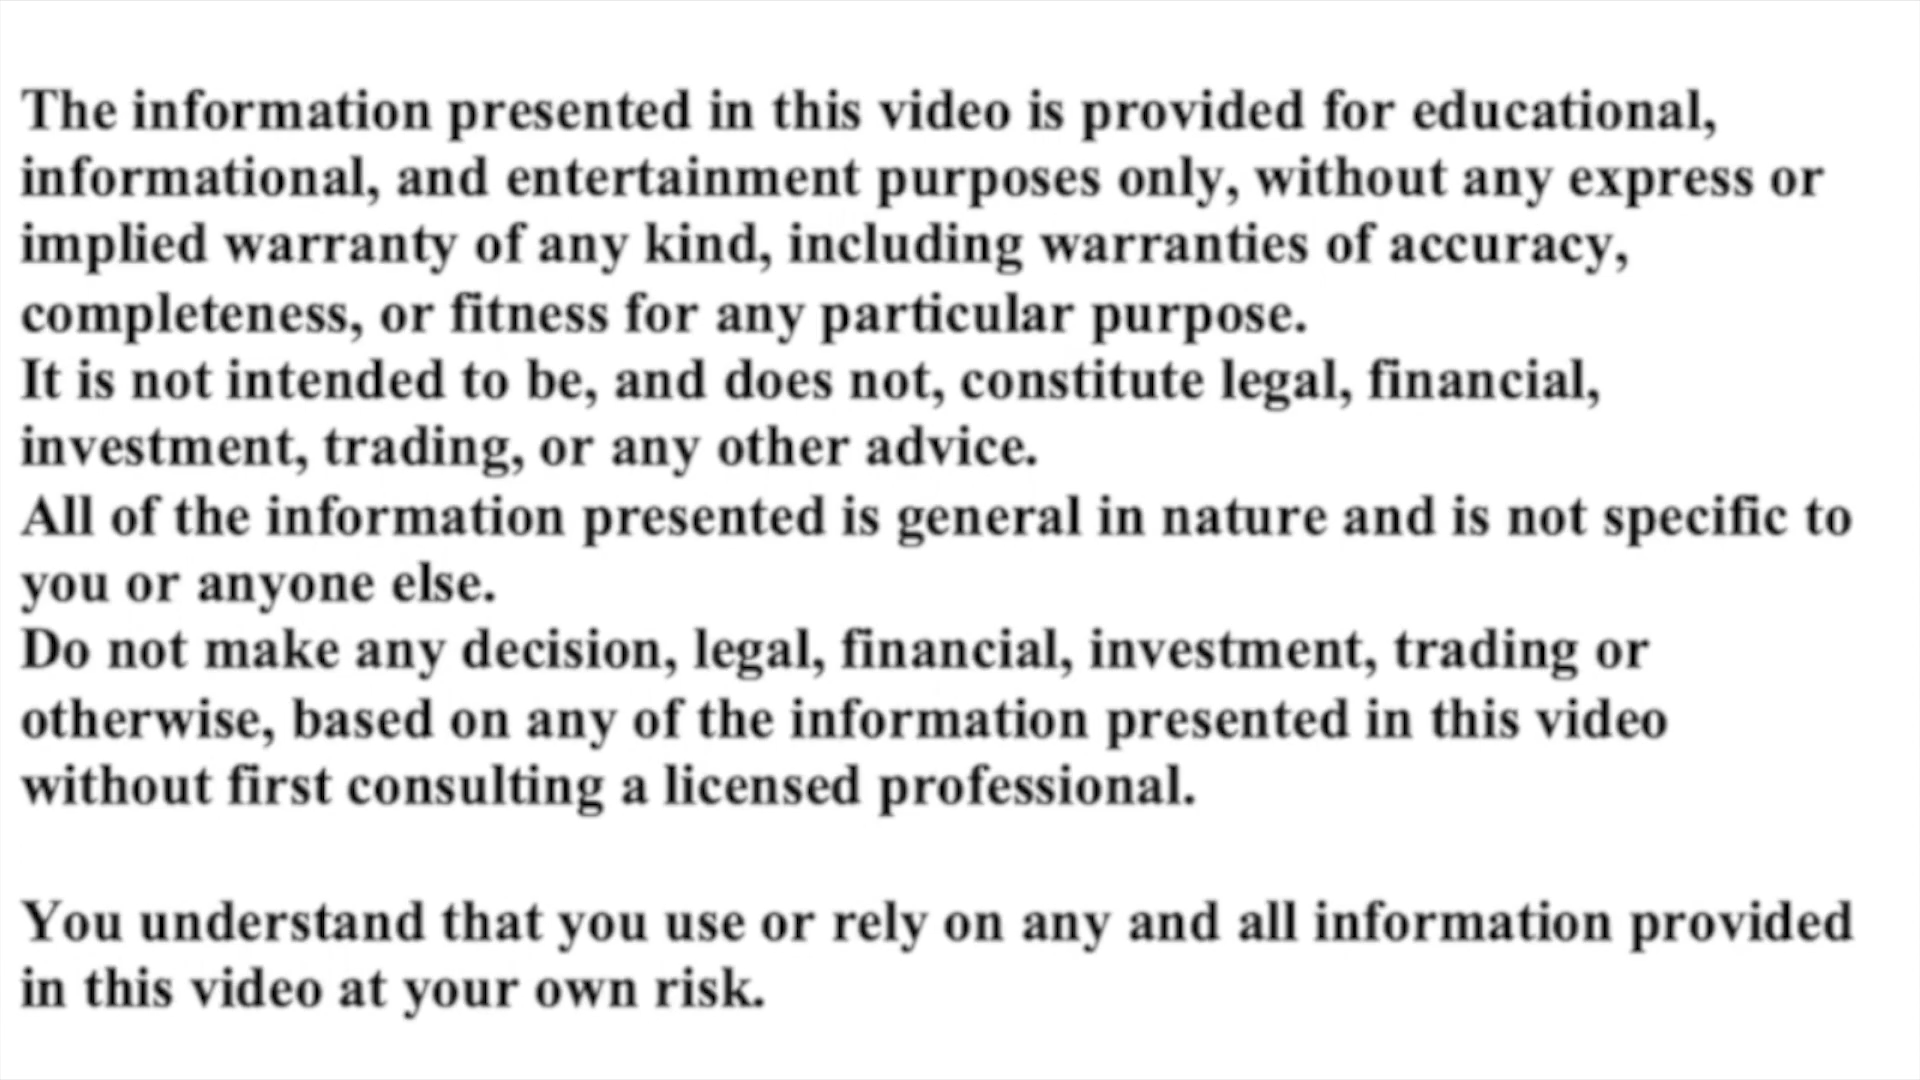 The information presented in this video is provided for educational,
informational, and entertainment purposes only, without any express or
implied warranty of any kind, including warranties of accuracy,
completeness, or fitness for any particular purpose.
It is not intended to be, and does not, constitute legal, financial,
investment, trading, or any other advice.
All of the information presented is general in nature and is not specific to
you or anyone else.
Do not make any decision, legal, financial, investment, trading or
otherwise, based on any of the information presented in this video
without first consulting a licensed professional.
You understand that you use or rely on any and all information provided
in this video at your own risk.